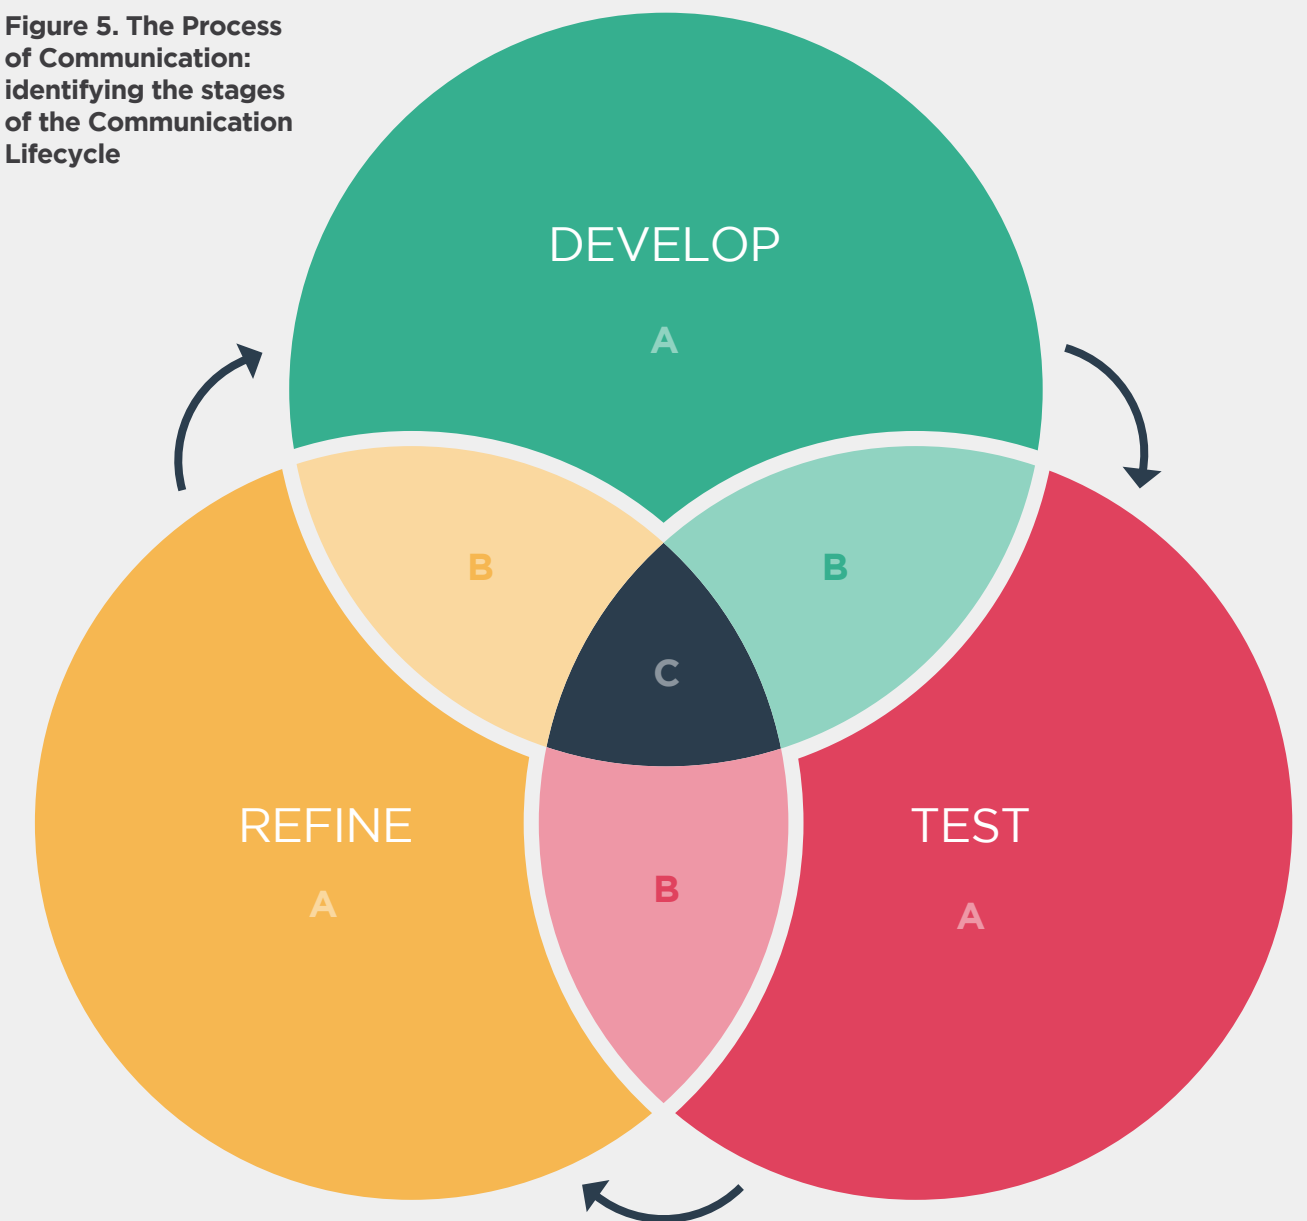 Figure 5. The Process
of Communication:
identifying the stages
of the Communication
Lifecycle
DEVELOP
A
B
B
C
REFINE
TEST
B
A
A